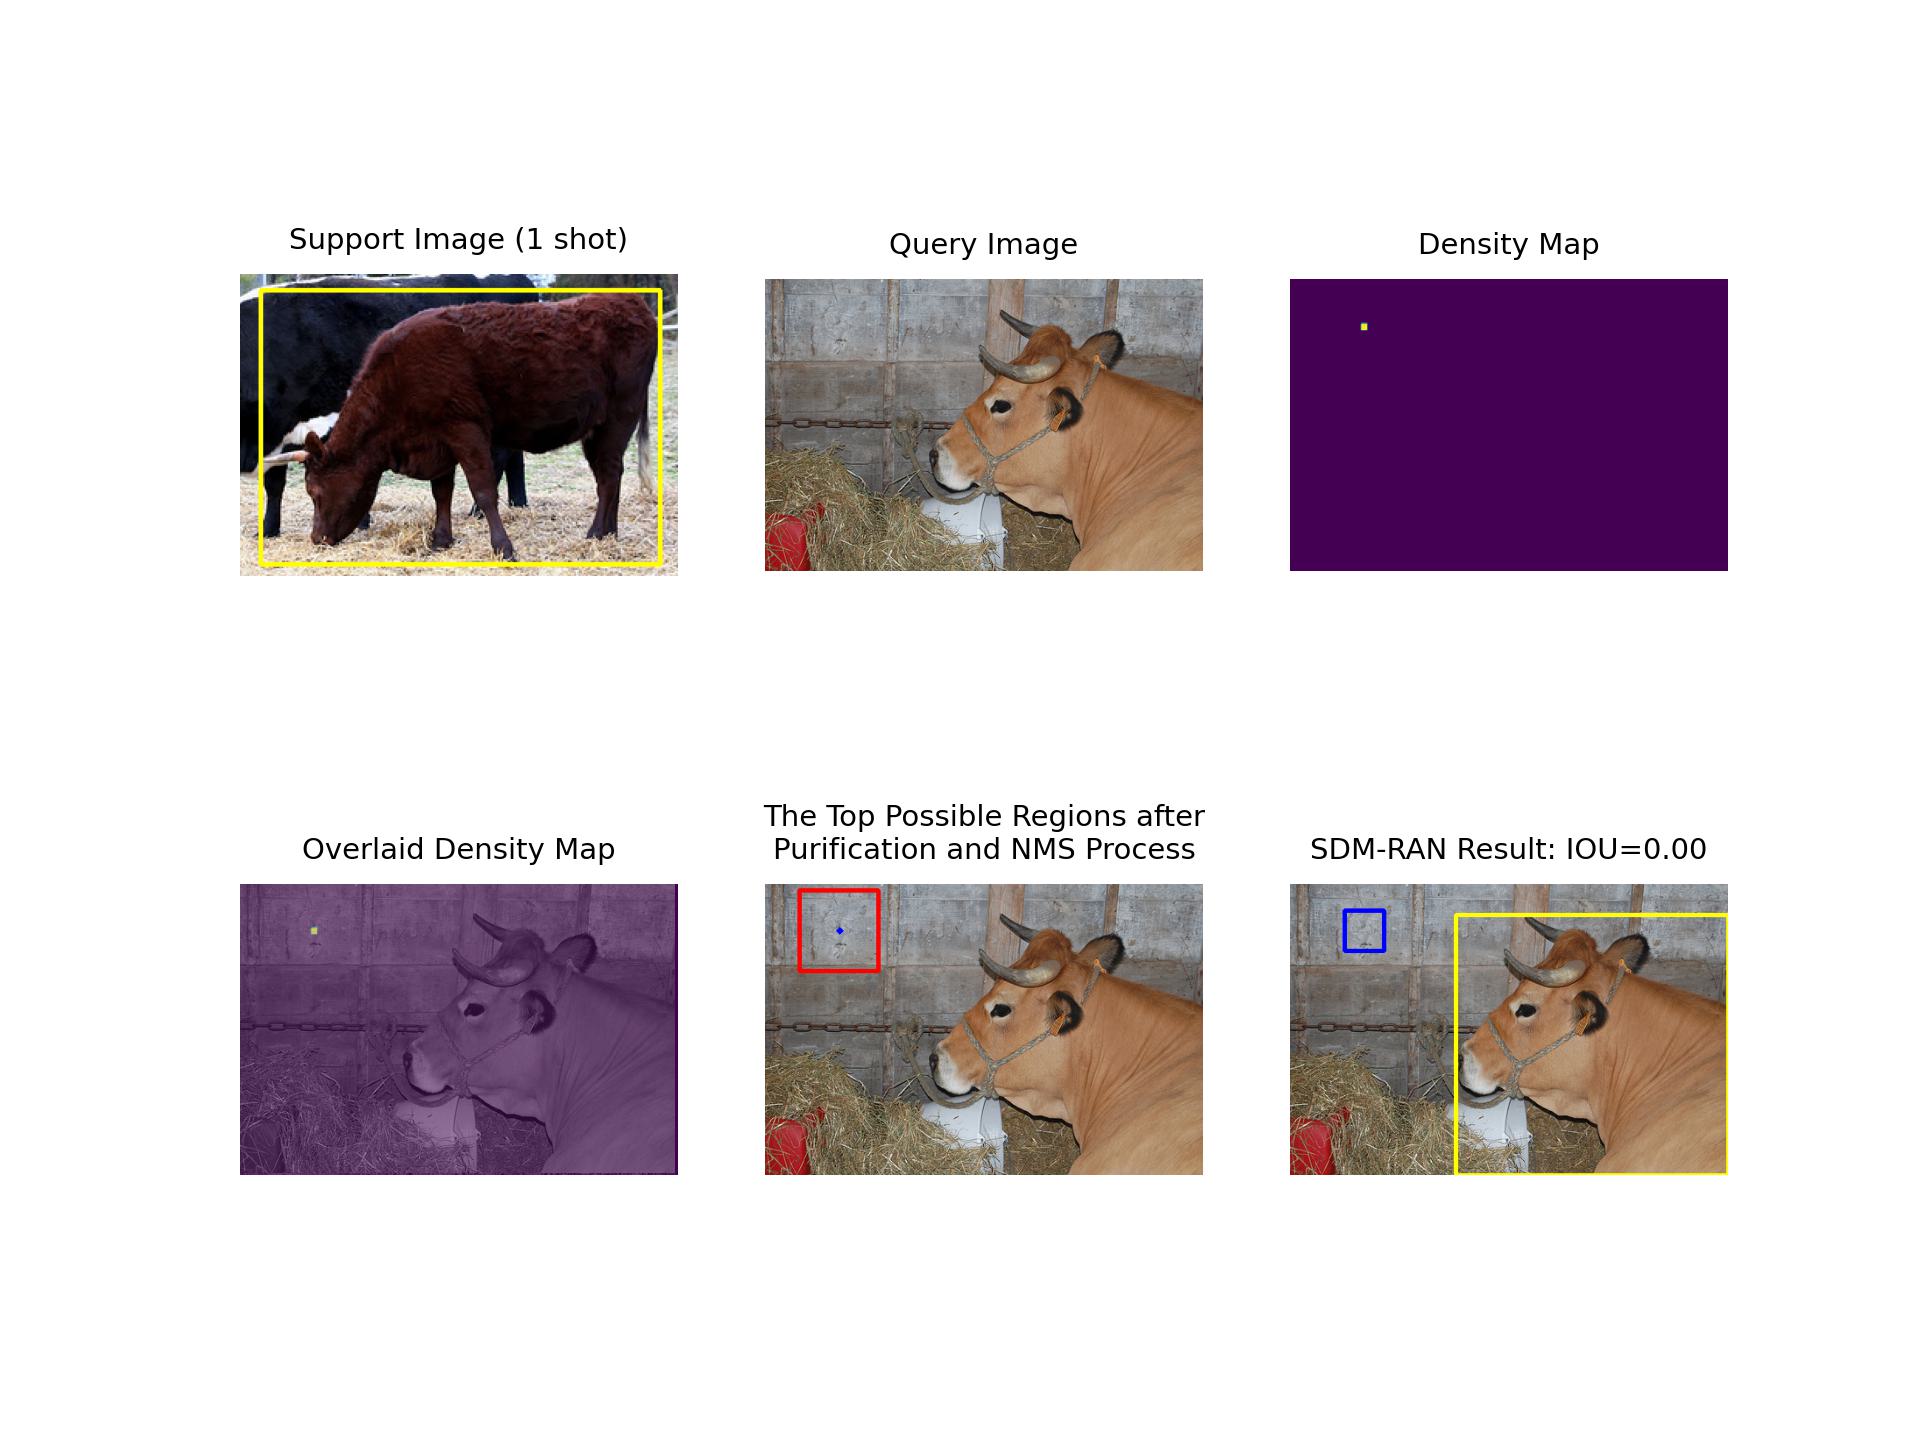 Support Image (1 shot)
Query Image
Density Map
Overlaid Density Map
The Top Possible Regions after
Purification and NMS Process
SDM-RAN Result: IOU=0.00